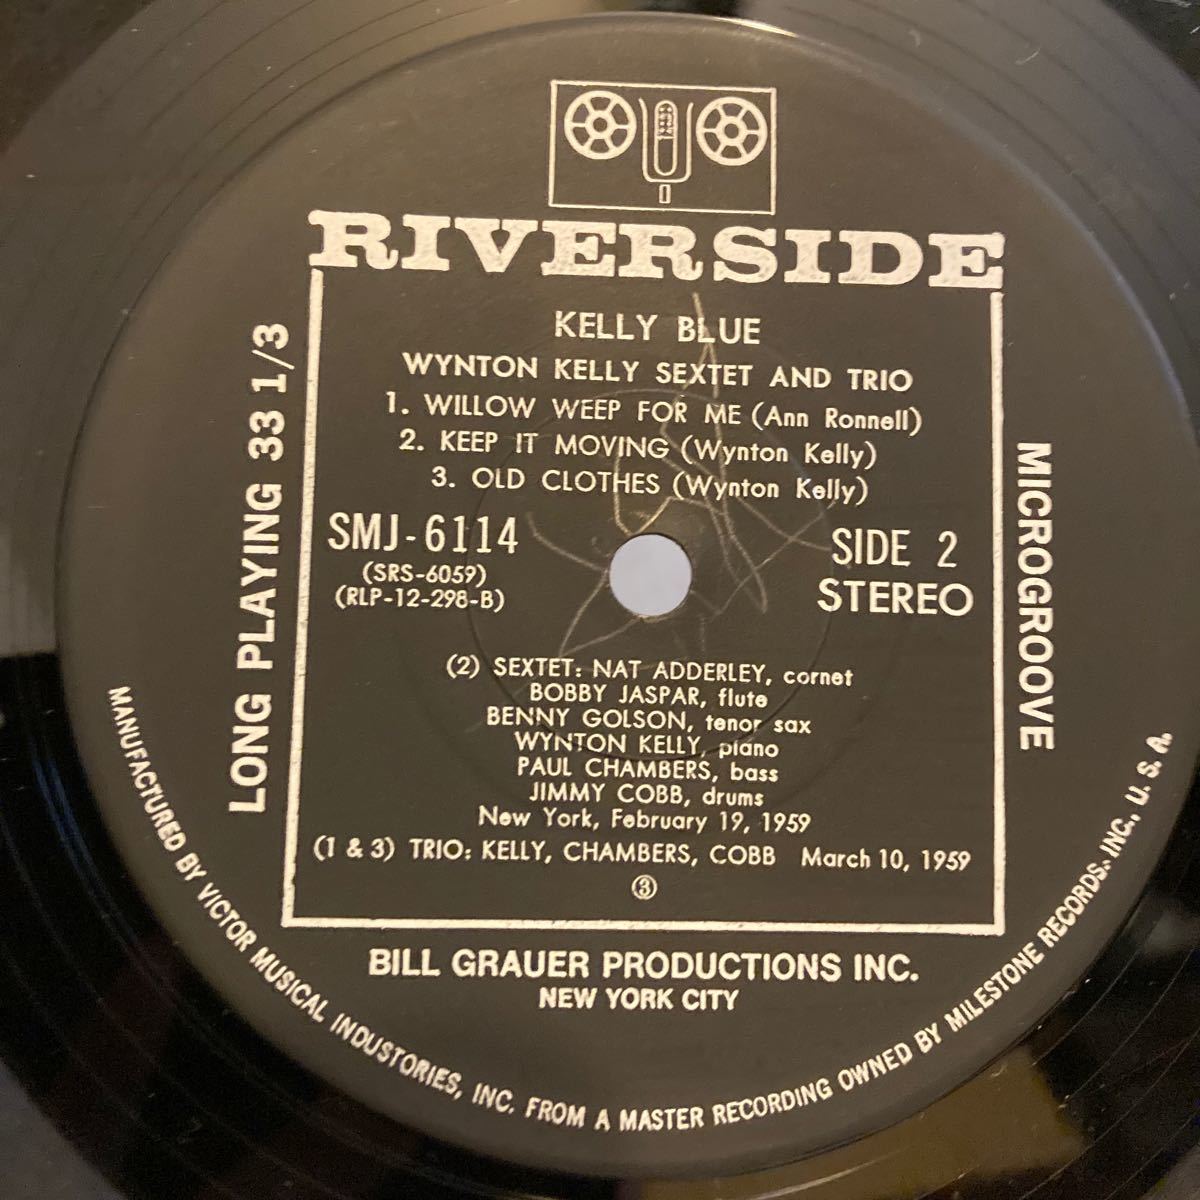 RIVERSIDE
KELLY BLUE
WYNTON KELLY SEXTET AND TRIO
1. WILLOW WEEP FOR ME (Ann Ronnell)
2. KEEP IT MOVING (Wynton Kelly)
3. OLD CLOTHES (Wynton Kelly)
SMJ-6114
(SRS-6059)
(RLP-12-298-B)
SIDE 2
STEREO
LONG PLAYING 33 1/3
MICROGROOVE
(2) SEXTET: NAT ADDERLEY, cornet
BOBBY JASPAR, flute
BENNY GOLSON, tenor sax
WYNTON KELLY, piano
PAUL CHAMBERS, bass
JIMMY COBB, drums
New York, February 19, 1959
(1 & 3) TRIO: KELLY, CHAMBERS, COBB March 10, 1959
③
BILL GRAUER PRODUCTIONS INC.
NEW YORK CITY
MANUFACTURED BY VICTOR MUSICAL INDUSTORIES, INC. FROM A MASTER RECORDING OWNED BY MILESTONE RECORDS, INC., U. S. A.